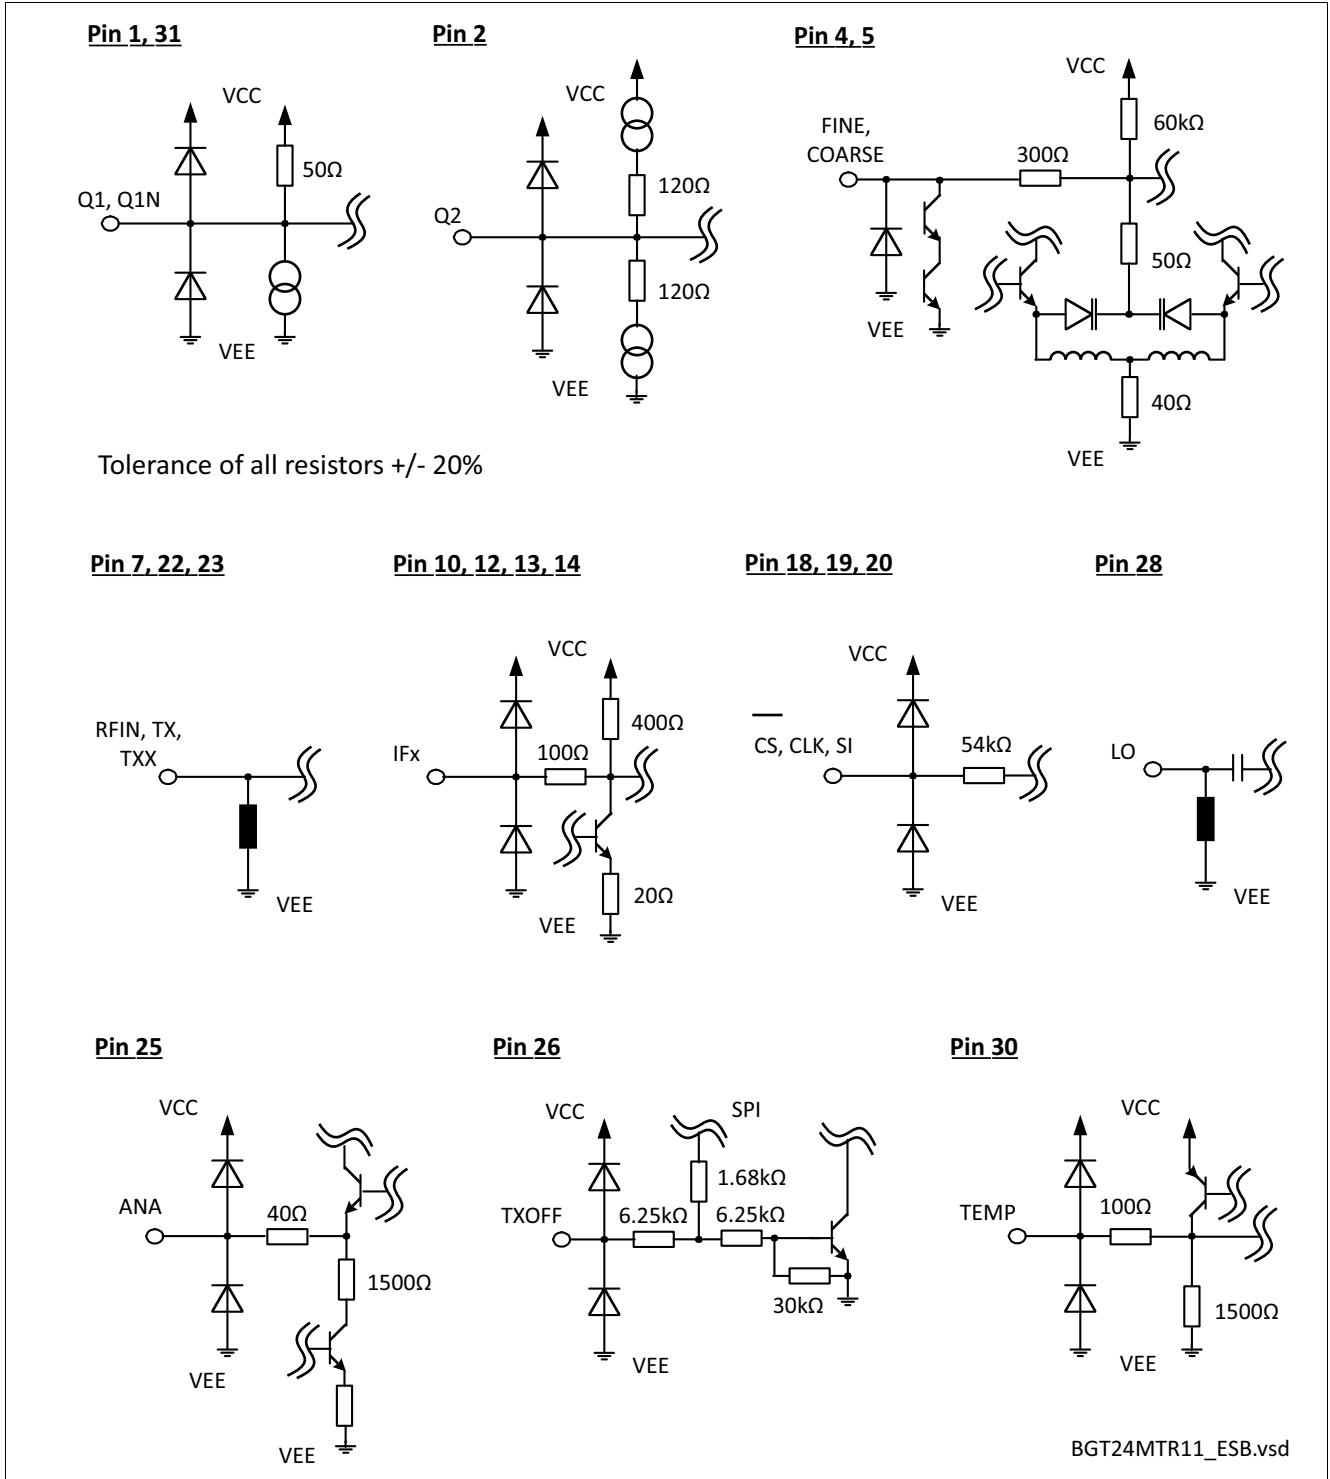 Pin 1, 31
Pin 2
Pin 4, 5
VCC
50Ω
Q1, Q1N
VEE
VCC
120Ω
Q2
120Ω
VEE
VCC
FINE,
COARSE
60kΩ
300Ω
50Ω
VEE
40Ω
VEE
Tolerance of all resistors +/- 20%
Pin 7, 22, 23
Pin 10, 12, 13, 14
Pin 18, 19, 20
Pin 28
RFIN, TX,
TXX
VEE
VCC
400Ω
IFx
100Ω
20Ω
VEE
VCC
CS, CLK, SI
54kΩ
VEE
LO
VEE
Pin 25
Pin 26
Pin 30
VCC
ANA
40Ω
1500Ω
VEE
VEE
VCC
SPI
1.68kΩ
TXOFF
6.25kΩ
6.25kΩ
30kΩ
VEE
VCC
TEMP
100Ω
1500Ω
VEE
BGT24MTR11_ESB.vsd